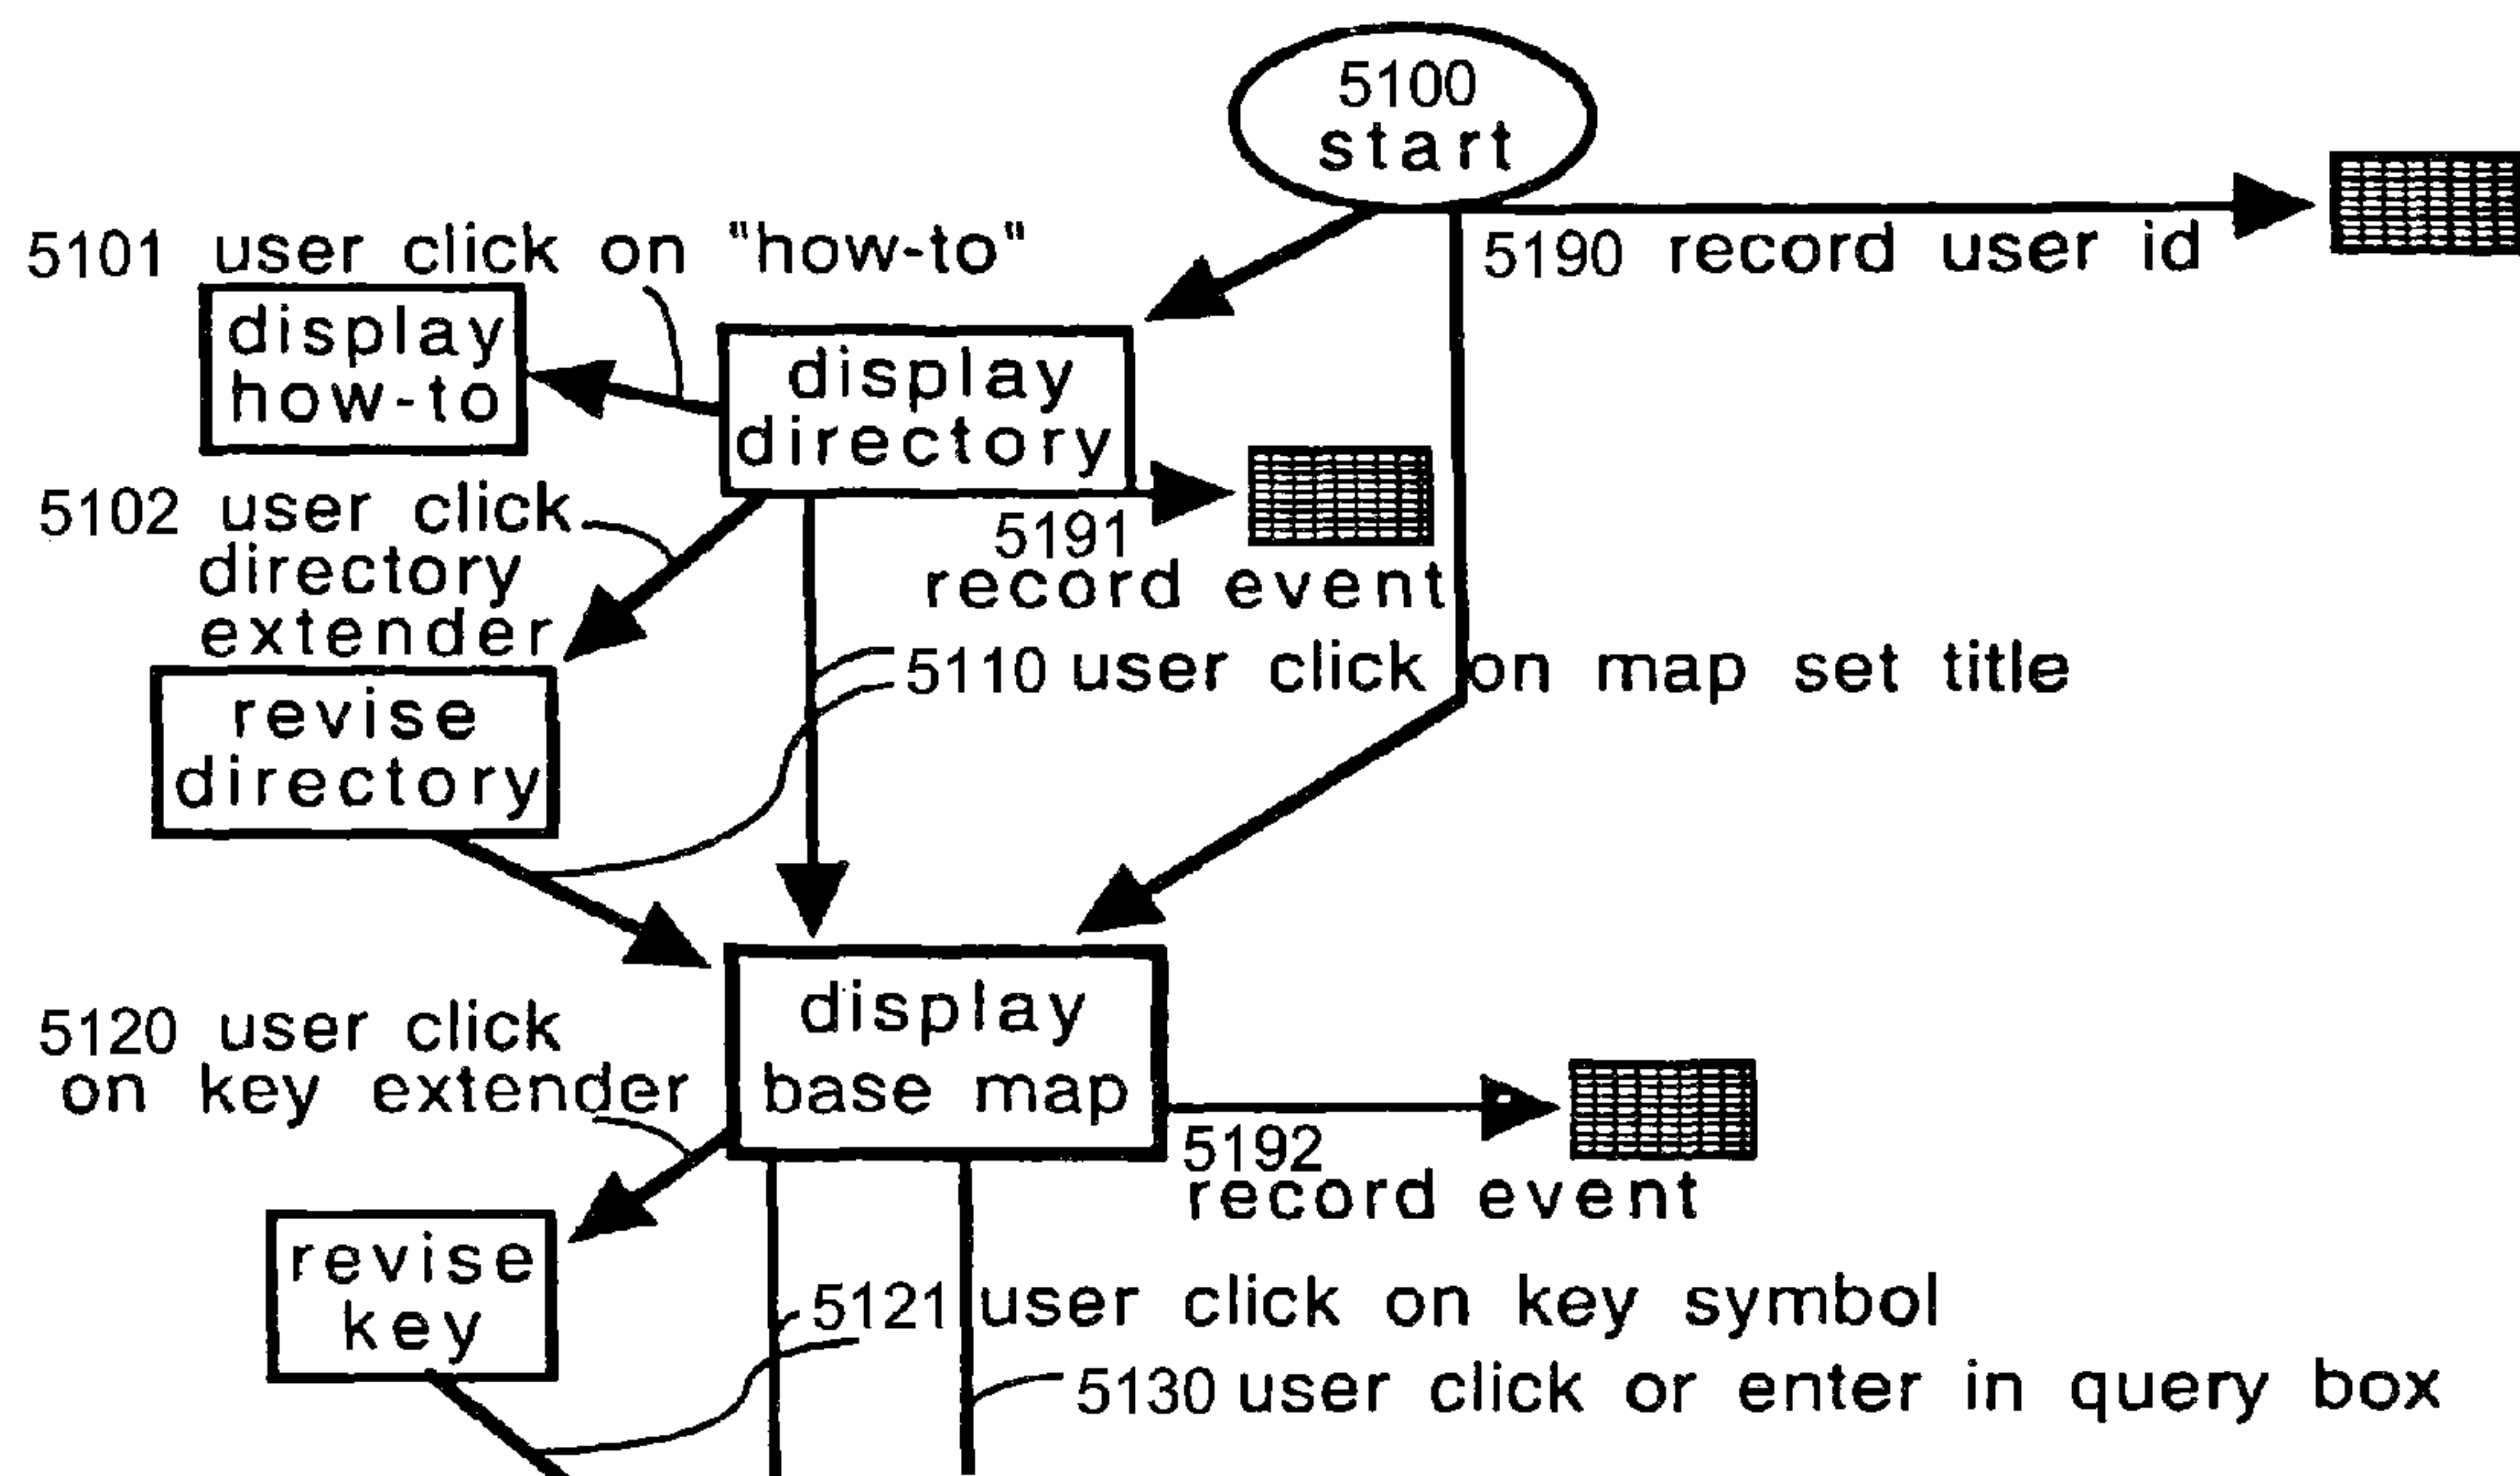 5100
start
5190 record user id
5101 user click on "how-to"
display
how-to
display
directory
5102 user click
directory
extender
5191
record event
5110 user click on map set title
revise
directory
display
base map
5120 user click
on key extender
5192
record event
revise
key
5121 user click on key symbol
5130 user click or enter in query box